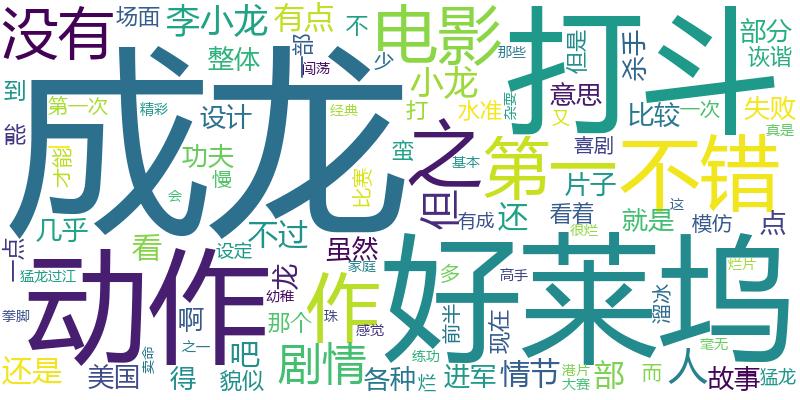 没有
场面
李小龙
有点
一部
不
电影
打斗
但是
杀手
部分
诙谐
到
整体
闯荡
少
那些
小龙
第一次
精彩
经典
打
水准
杂耍
意思
比较
一次
失败
能
设计
又
真是
成龙
才能
功夫
蛮
之
第一
喜剧
不错
慢
比赛
但
片子
会
基本
几乎
看
不过
有成
还
看着
就是
这
模仿
点
设定
虽然
很烂
一点
动作
龙
家庭
多
好莱坞
烂片
猛龙过江
幼稚
作
高手
溜冰
拳脚
啊
那个
珠
感觉
前半
现在
卖命
之一
吧
剧情
练功
毫无
还是
美国
得
貌似
各种
烂
进军
情节
港片
大赛
部
而
人
故事
猛龙